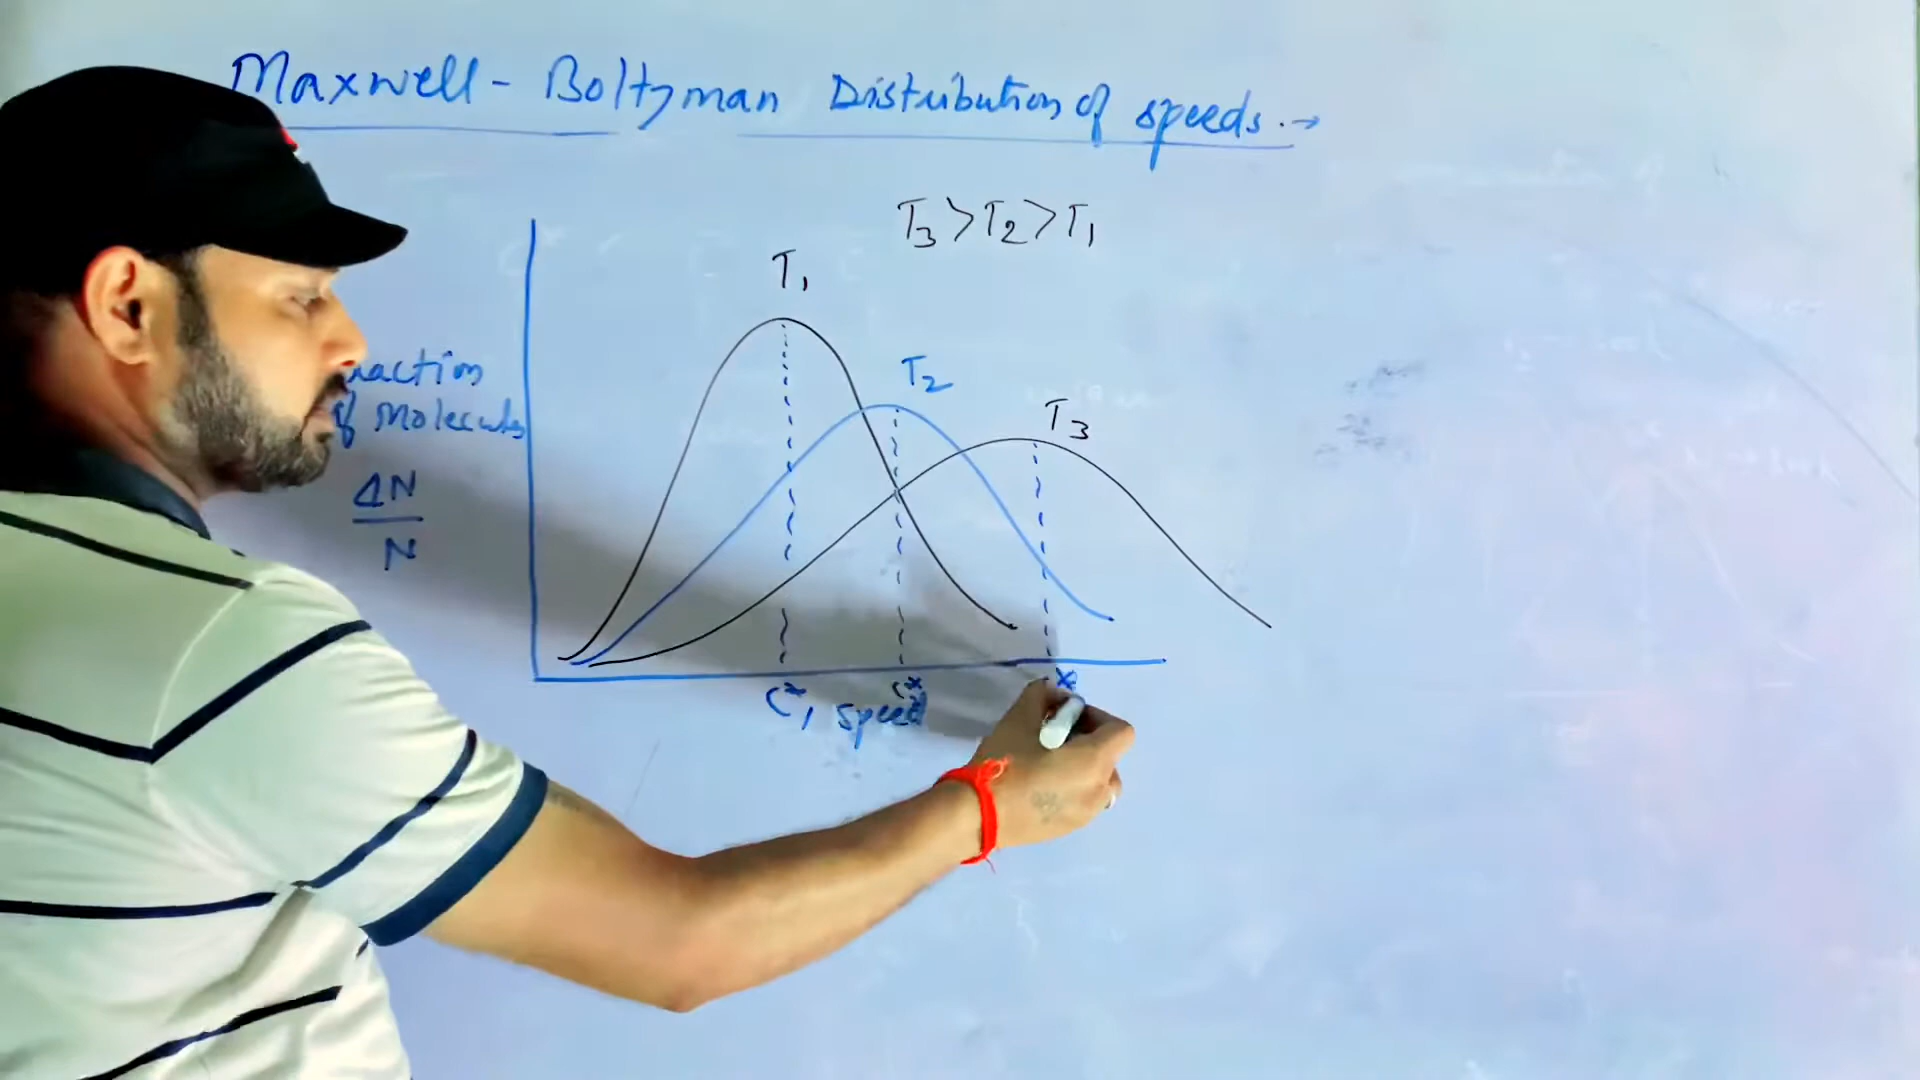 Maxwell - Boltzman Distribution of speeds. →
T3 > T2 > T1
T1
T2
T3
raction
of Molecules
ΔN
N
C*1
C*
speed
*